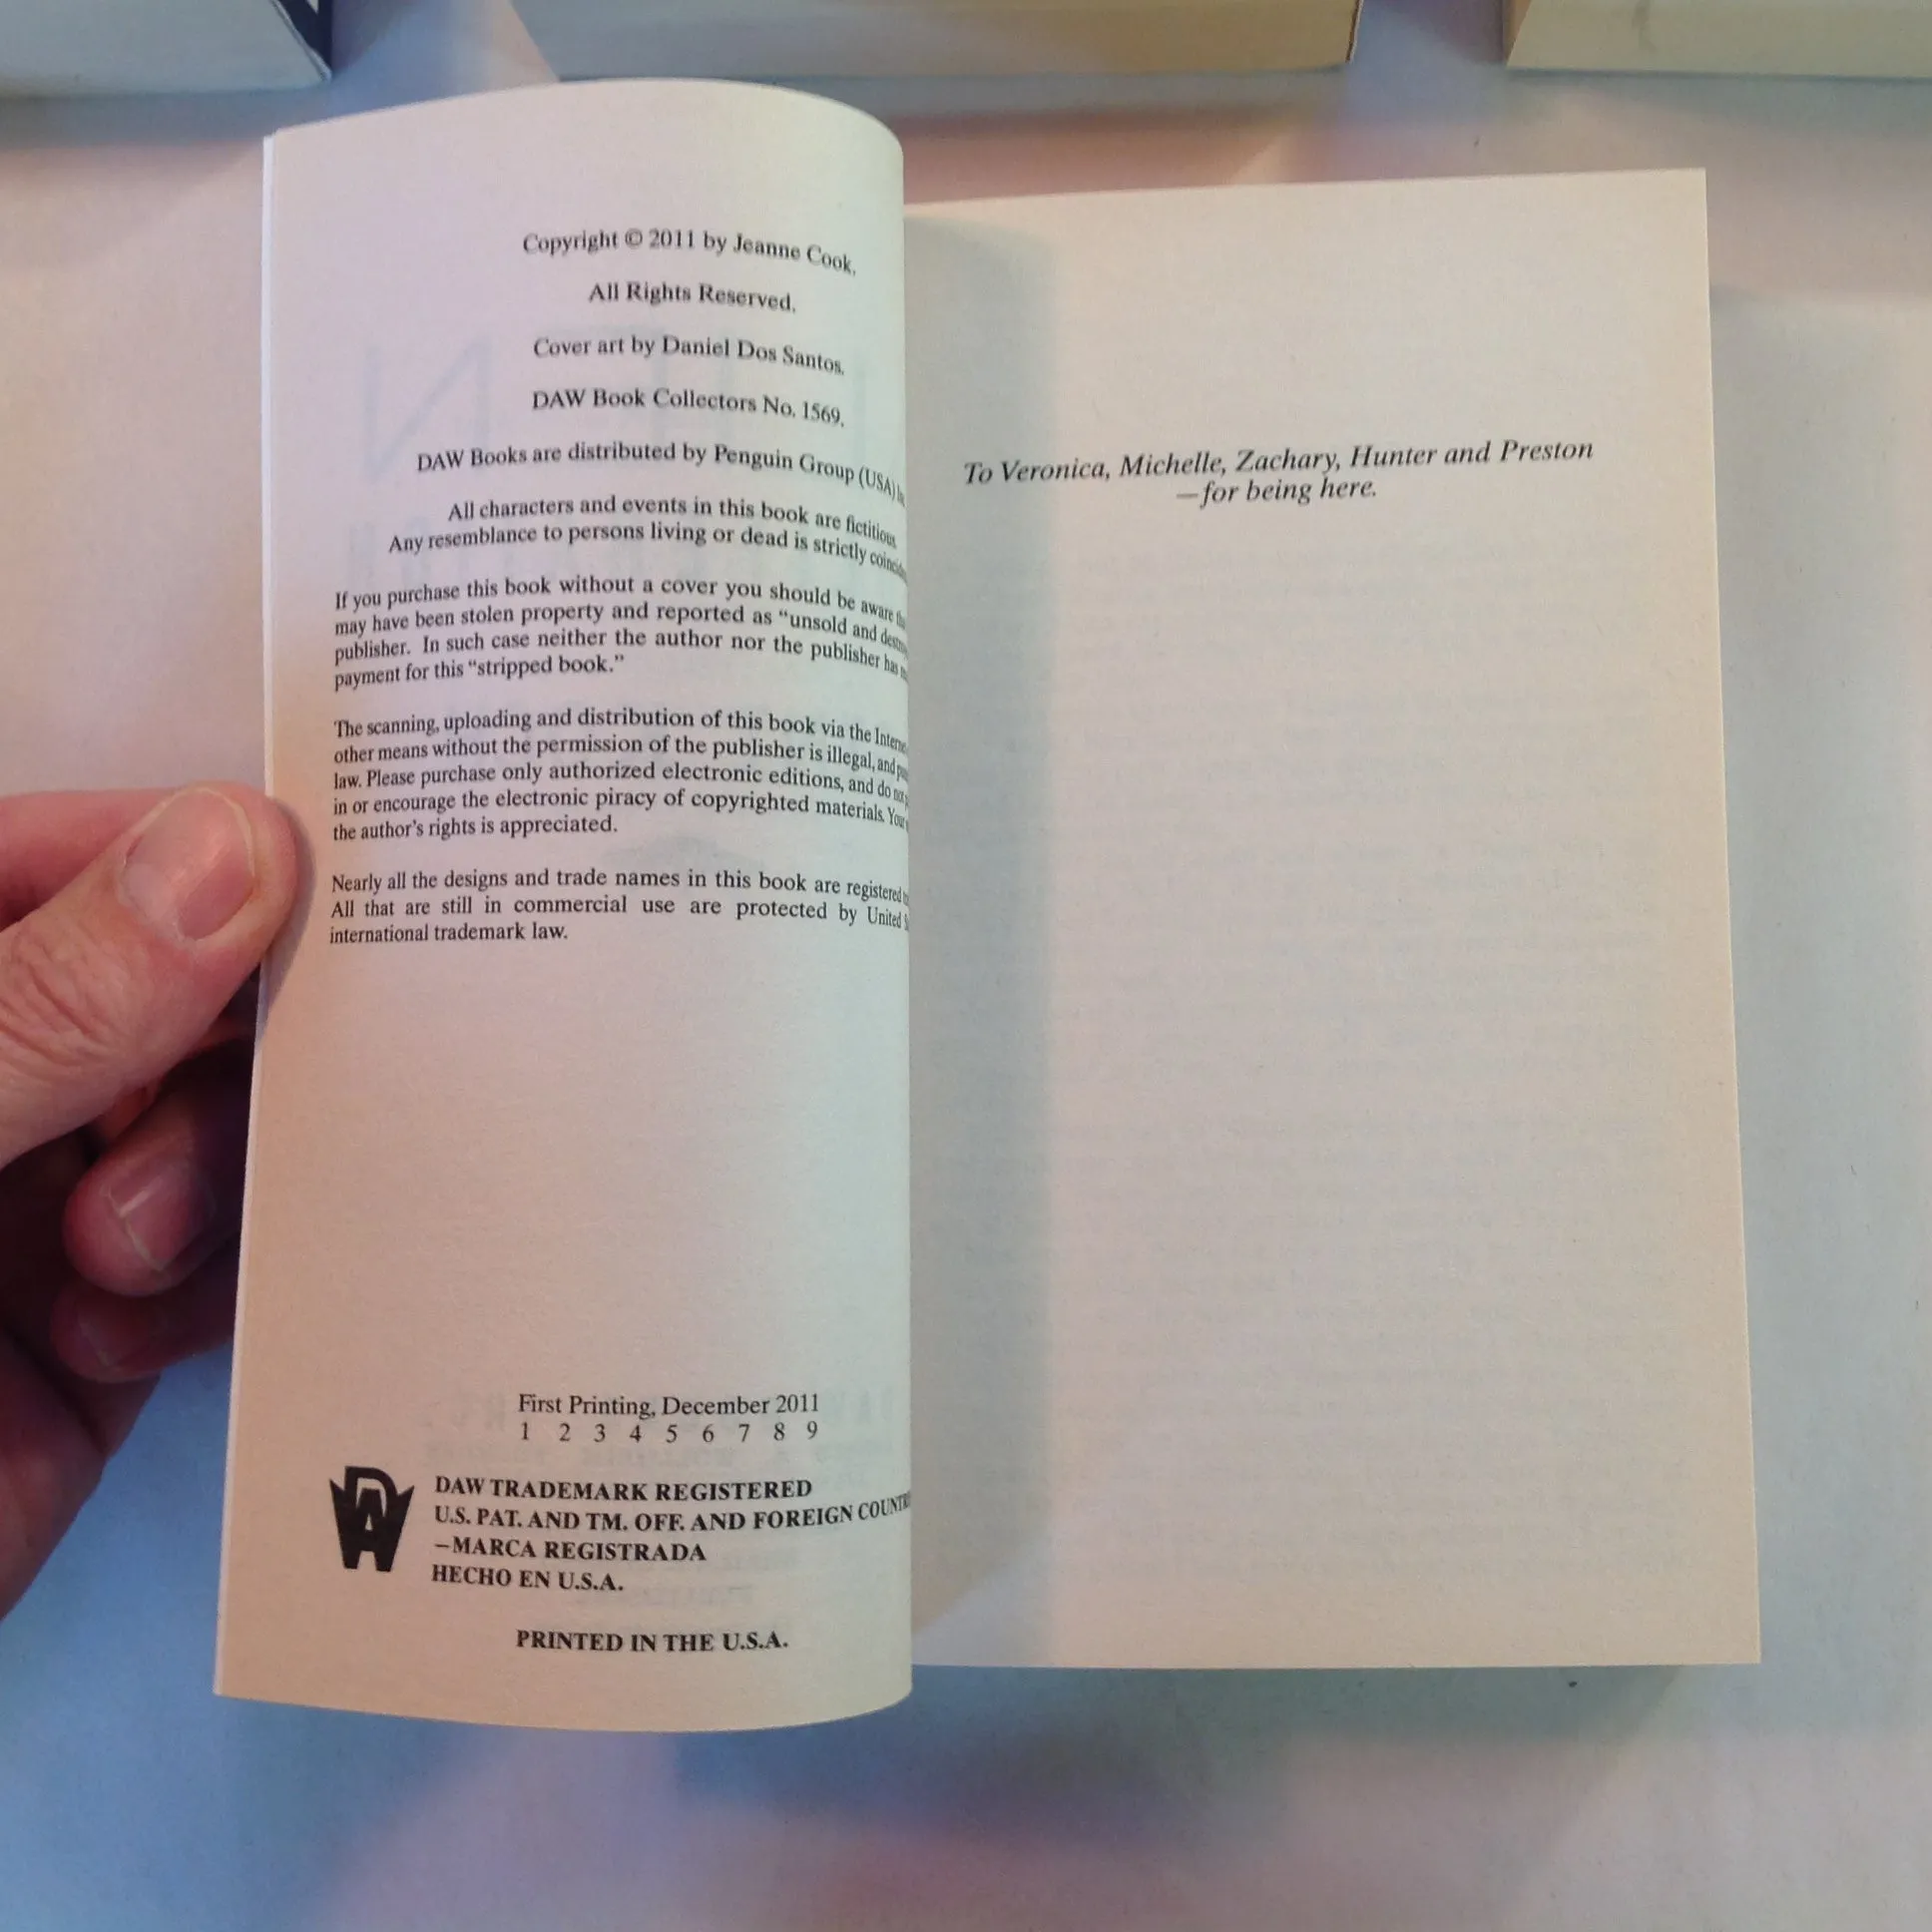 Copyright © 2011 by Jeanne Cook.
All Rights Reserved.
Cover art by Daniel Dos Santos.
DAW Book Collectors No. 1569.
DAW Books are distributed by Penguin Group (USA)
All characters and events in this book are fictitious.
Any resemblance to persons living or dead is strictly
If you purchase this book without a cover you should be aware
may have been stolen property and reported as “unsold and
publisher. In such case neither the author nor the publisher has
payment for this “stripped book.”
The scanning, uploading and distribution of this book via the
other means without the permission of the publisher is illegal, and
law. Please purchase only authorized electronic editions, and do not
in or encourage the electronic piracy of copyrighted materials. Your
the author's rights is appreciated.
Nearly all the designs and trade names in this book are registered
All that are still in commercial use are protected by United
international trademark law.
First Printing, December 2011
1 2 3 4 5 6 7 8 9
DAW
DAW TRADEMARK REGISTERED
U.S. PAT. AND TM. OFF. AND FOREIGN
—MARCA REGISTRADA
HECHO EN U.S.A.
PRINTED IN THE U.S.A.
To Veronica, Michelle, Zachary, Hunter and Preston
—for being here.